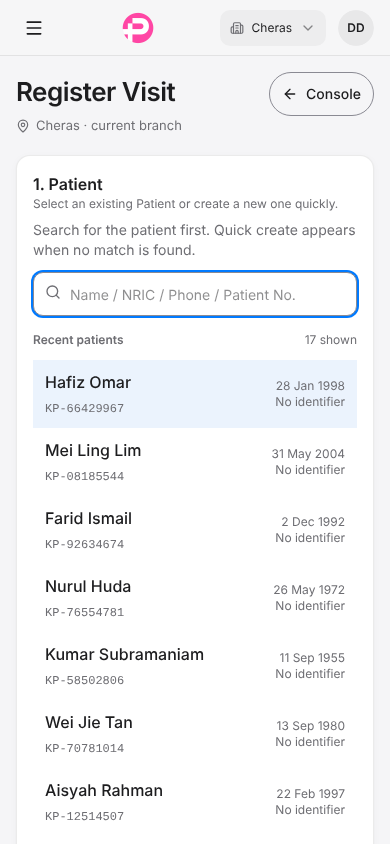 Cheras
DD
Register Visit
Console
Cheras · current branch
1. Patient
Select an existing Patient or create a new one quickly.
Search for the patient first. Quick create appears
when no match is found.
Name / NRIC / Phone / Patient No.
Recent patients
17 shown
Hafiz Omar
28 Jan 1998
KP-66429967
No identifier
Mei Ling Lim
31 May 2004
KP-08185544
No identifier
Farid Ismail
2 Dec 1992
KP-92634674
No identifier
Nurul Huda
26 May 1972
KP-76554781
No identifier
Kumar Subramaniam
11 Sep 1955
KP-58502806
No identifier
Wei Jie Tan
13 Sep 1980
KP-70781014
No identifier
Aisyah Rahman
22 Feb 1997
KP-12514507
No identifier